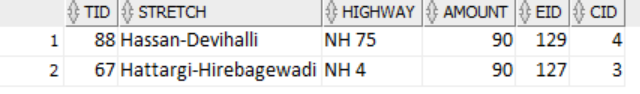 TID STRETCH HIGHWAY AMOUNT EID CID
1 88 Hassan-Devihalli NH 75 90 129 4
2 67 Hattargi-Hirebagewadi NH 4 90 127 3